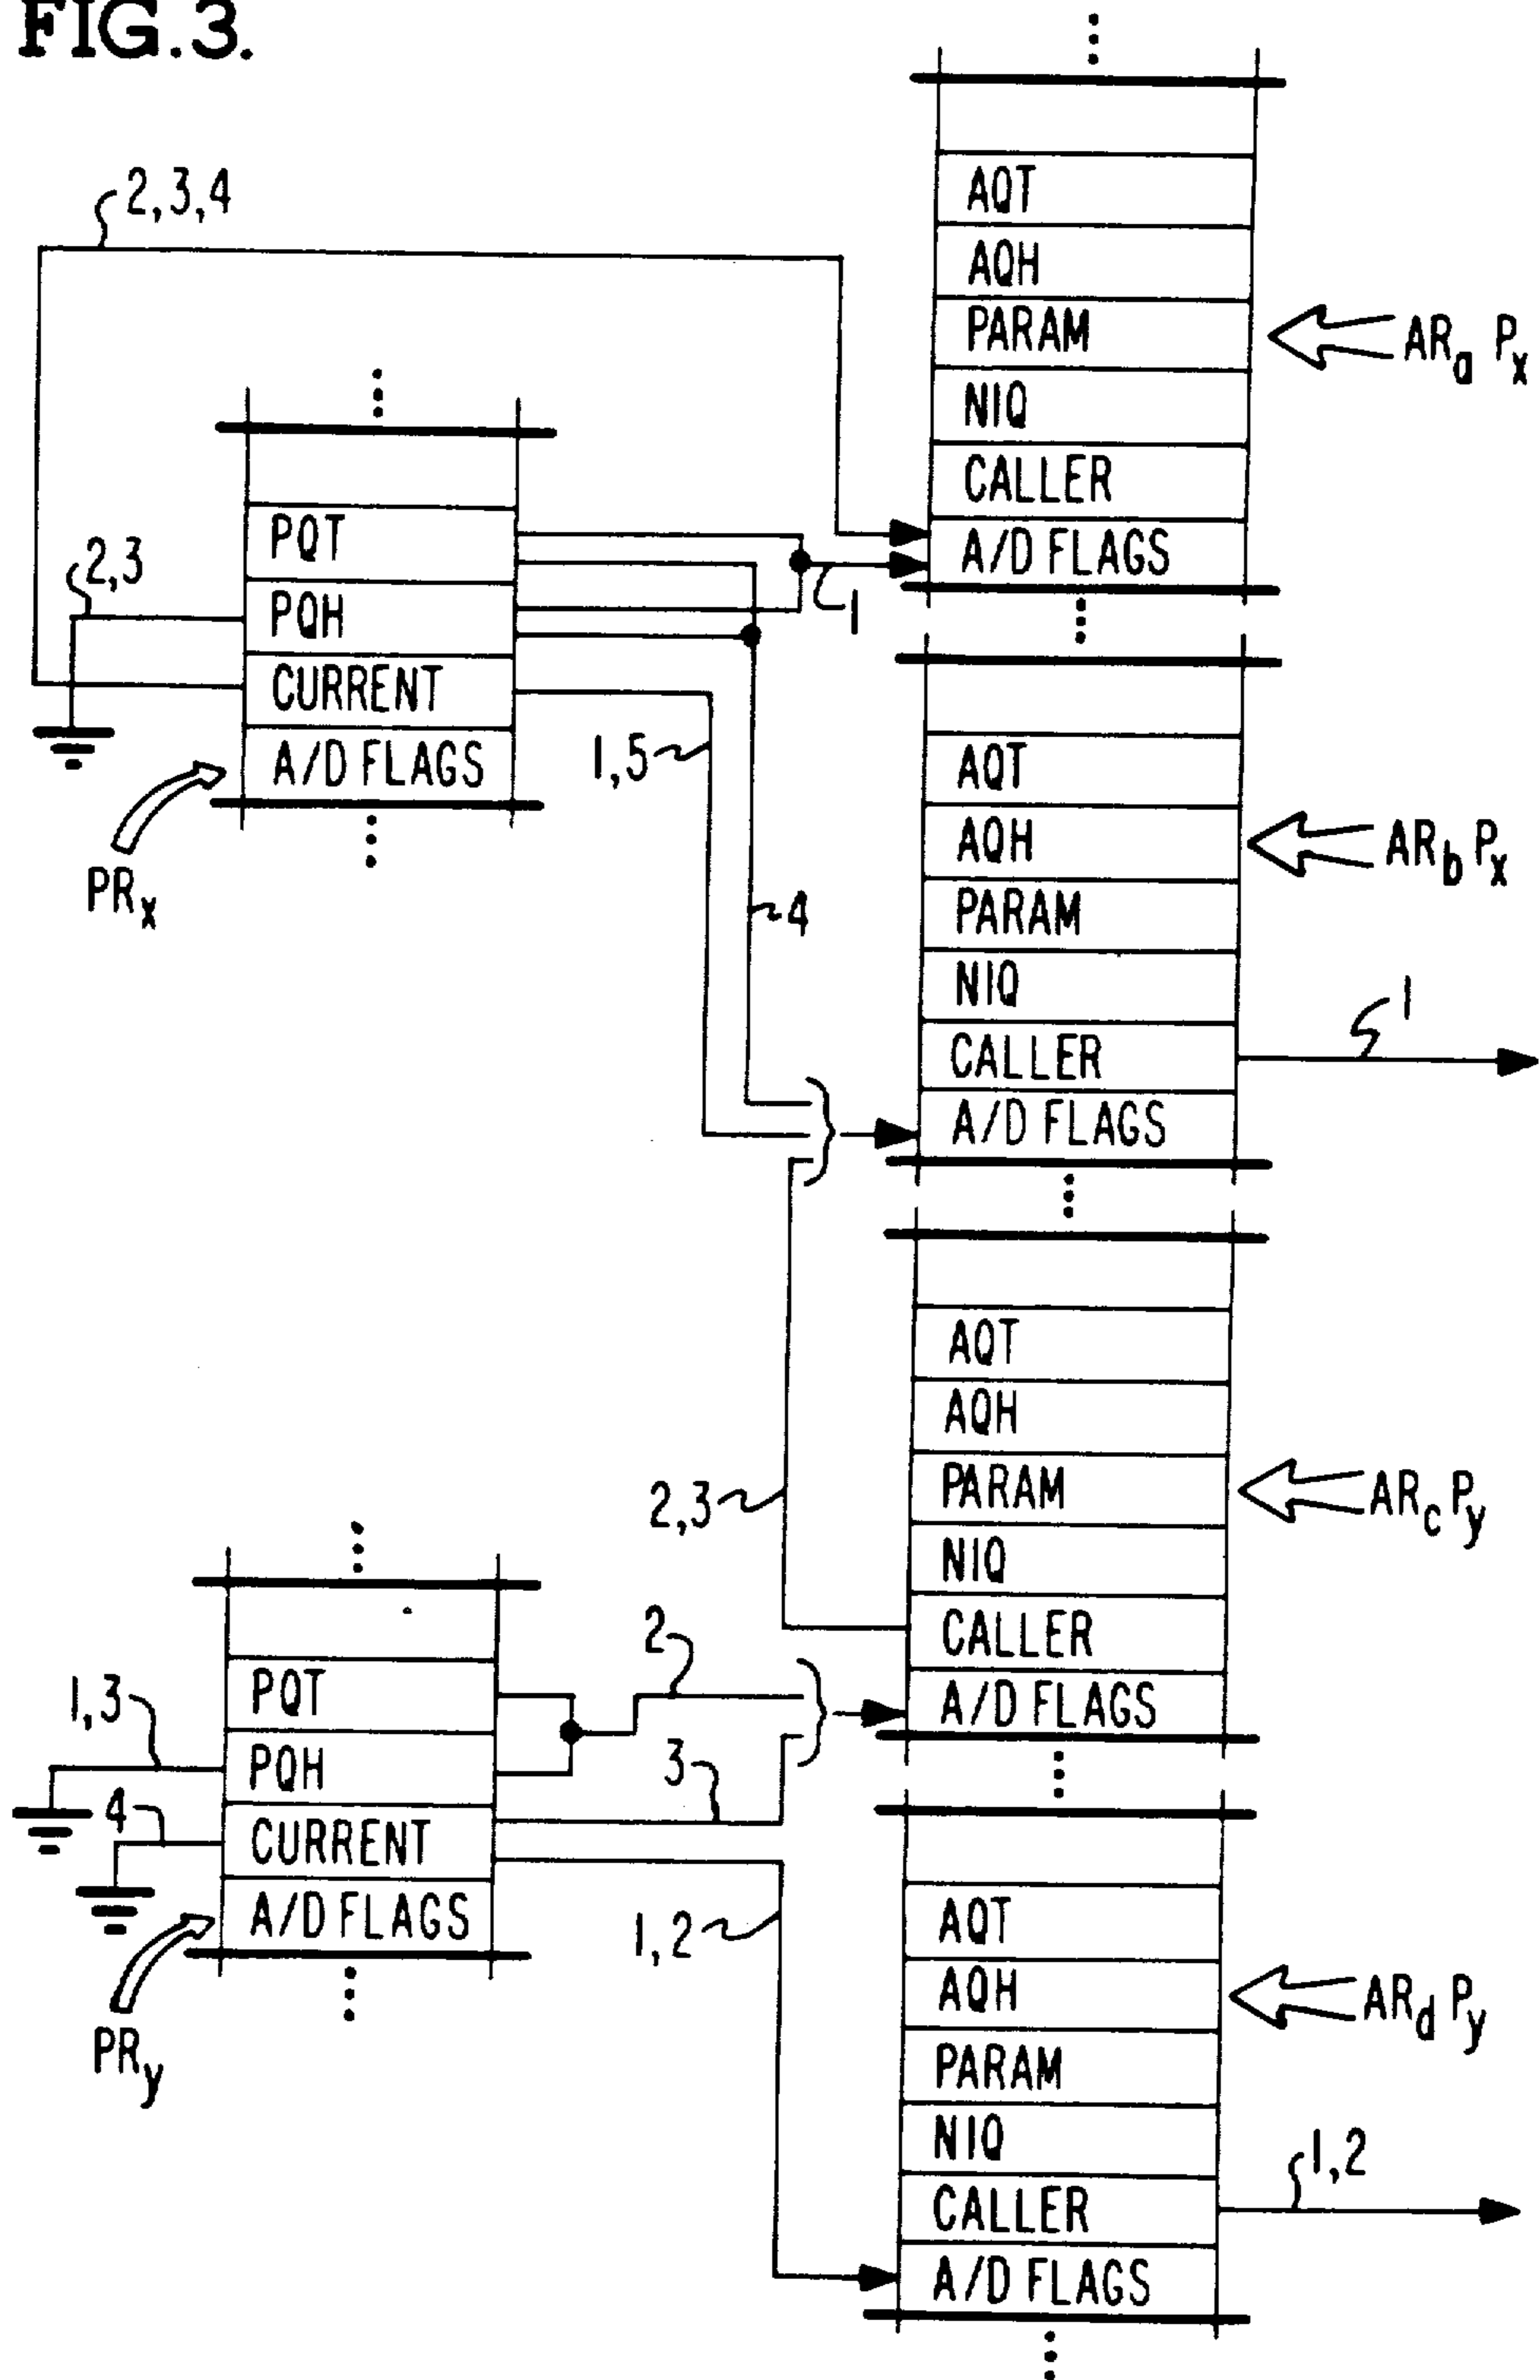 FIG.3.
2,3,4
AQT
AQH
PARAM
NIQ
CALLER
A/D FLAGS
ARa Px
2,3
PQT
PQH
CURRENT
A/D FLAGS
PRx
1
1,5
4
AQT
AQH
PARAM
NIQ
CALLER
A/D FLAGS
ARb Px
1
AQT
AQH
PARAM
NIQ
CALLER
A/D FLAGS
ARc Py
2,3
1,3
4
PQT
PQH
CURRENT
A/D FLAGS
PRy
2
3
1,2
AQT
AQH
PARAM
NIQ
CALLER
A/D FLAGS
ARd Py
1,2